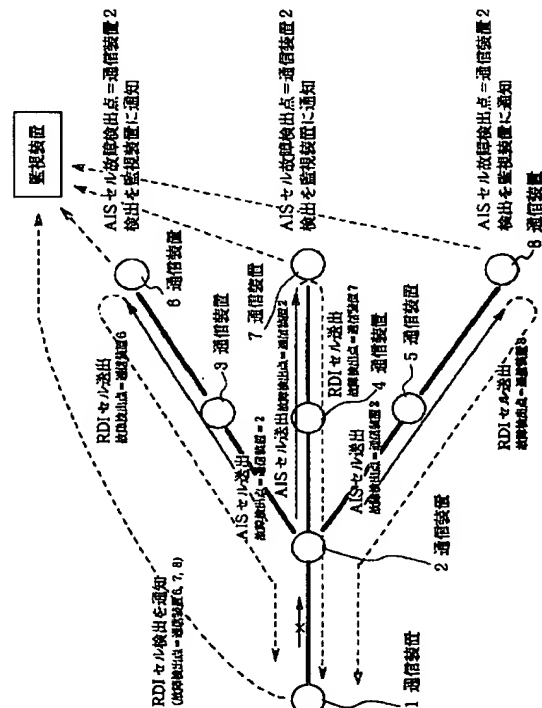 監視装置
AISセル故障検出点=通信装置2
検出を監視装置に通知
6 通信装置
RDIセル送出
故障検出点=通信装置6
3 通信装置
AISセル送出
故障検出点=通信装置=2
AISセル故障検出点=通信装置2
検出を監視装置に通知
7 通信装置
AISセル送出故障検出点=通信装置2
RDIセル送出
故障検出点=通信装置7
4 通信装置
AISセル送出
故障検出点=通信装置2
5 通信装置
AISセル故障検出点=通信装置2
検出を監視装置に通知
8 通信装置
RDIセル送出
故障検出点=通信装置8
2 通信装置
RDIセル検出を通知
(故障検出点=通信装置(6, 7, 8)
1 通信装置